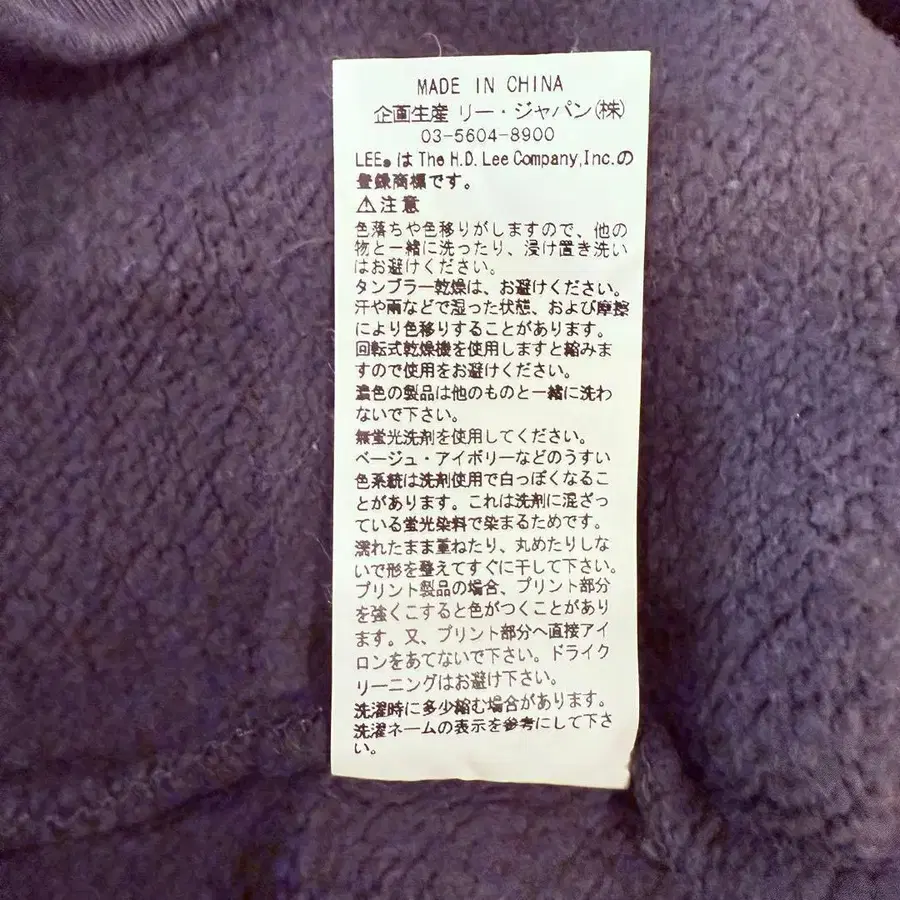 MADE IN CHINA
企画生産 リー・ジャパン(株)
03-5604-8900
LEE®は The H.D. Lee Company,Inc.の
登録商標です。
⚠注意
色落ちや色移りがしますので、他の
物と一緒に洗ったり、浸け置き洗い
はお避けください。
タンブラー乾燥は、お避けください。
汗や雨などで湿った状態、および摩擦
により色移りすることがあります。
回転式乾燥機を使用しますと縮みま
すので使用をお避けください。
濃色の製品は他のものと一緒に洗わ
ないで下さい。
無蛍光洗剤を使用してください。
ベージュ・アイボリーなどのうすい
色系統は洗剤使用で白っぽくなるこ
とがあります。これは洗剤に混ざっ
ている蛍光染料で染まるためです。
濡れたまま重ねたり、丸めたりしな
いで形を整えてすぐに干して下さい。
プリント製品の場合、プリント部分
を強くこすると色がつくことがあり
ます。又、プリント部分へ直接アイ
ロンをあてないで下さい。ドライク
リーニングはお避け下さい。
洗濯時に多少縮む場合があります。
洗濯ネームの表示を参考にして下さ
い。